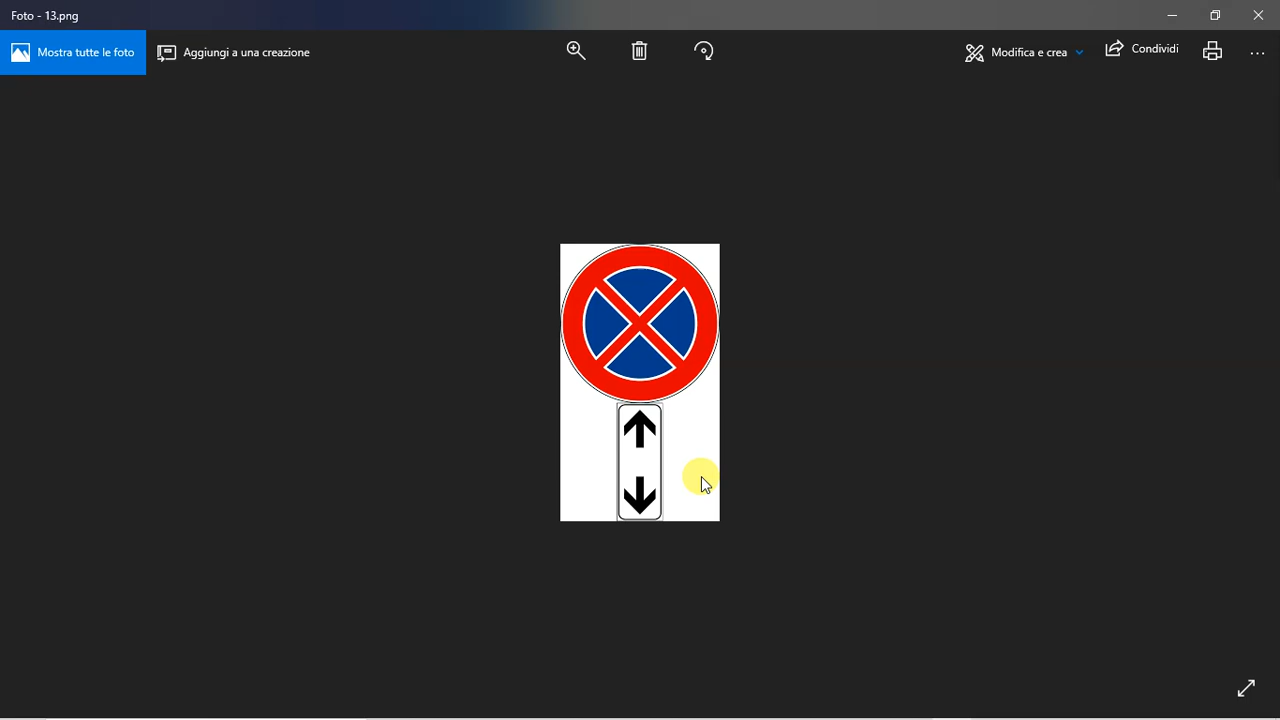 Foto - 13.png
Mostra tutte le foto
Aggiungi a una creazione
Modifica e crea
Condividi